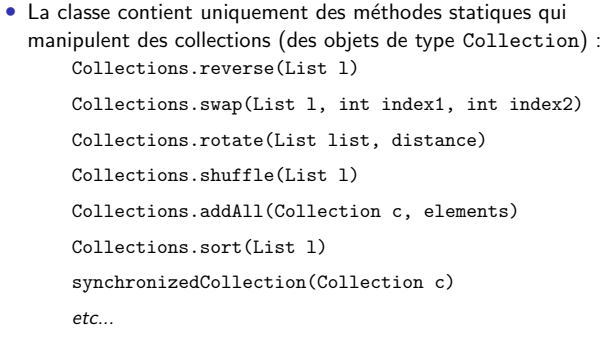 • La classe contient uniquement des méthodes statiques qui
manipulent des collections (des objets de type Collection) :
Collections.reverse(List l)
Collections.swap(List l, int index1, int index2)
Collections.rotate(List list, distance)
Collections.shuffle(List l)
Collections.addAll(Collection c, elements)
Collections.sort(List l)
synchronizedCollection(Collection c)
etc...